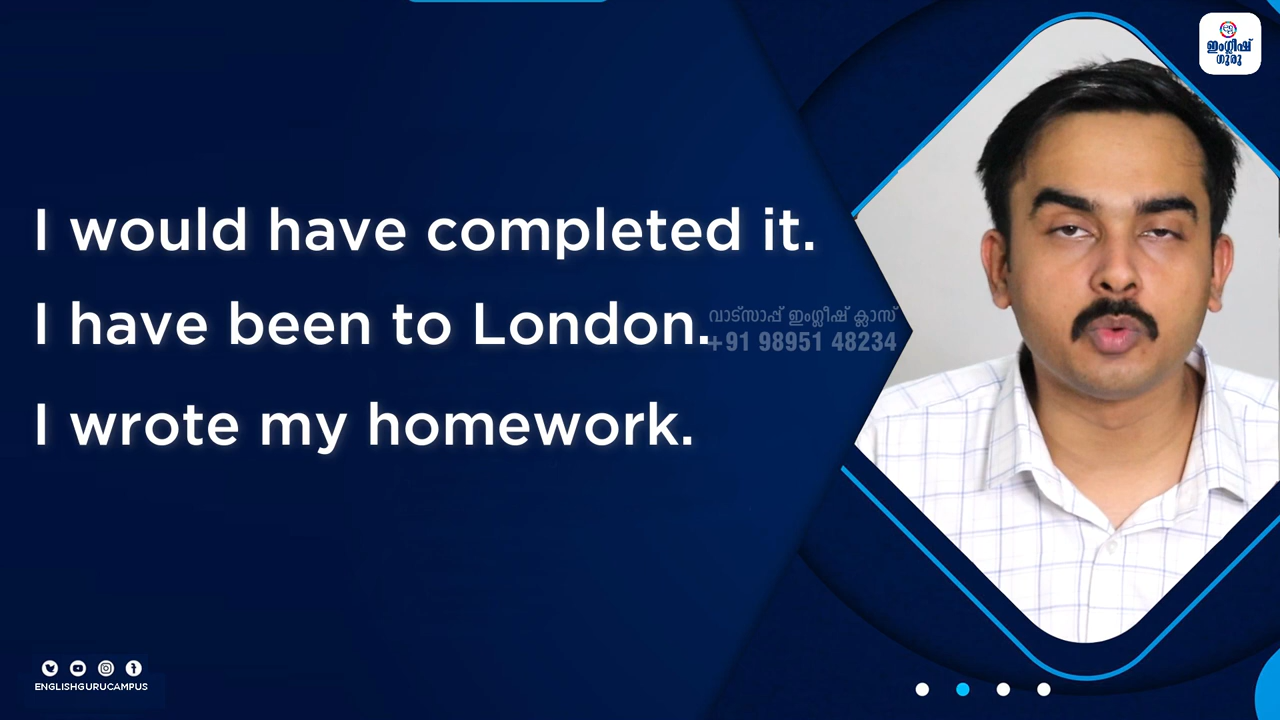 ഇംഗ്ലീഷ്
ഗുരു
I would have completed it.
I have been to London.
വാട്സാപ്പ് ഇംഗ്ലീഷ് ക്ലാസ്
+91 98951 48234
I wrote my homework.
ENGLISHGURUCAMPUS